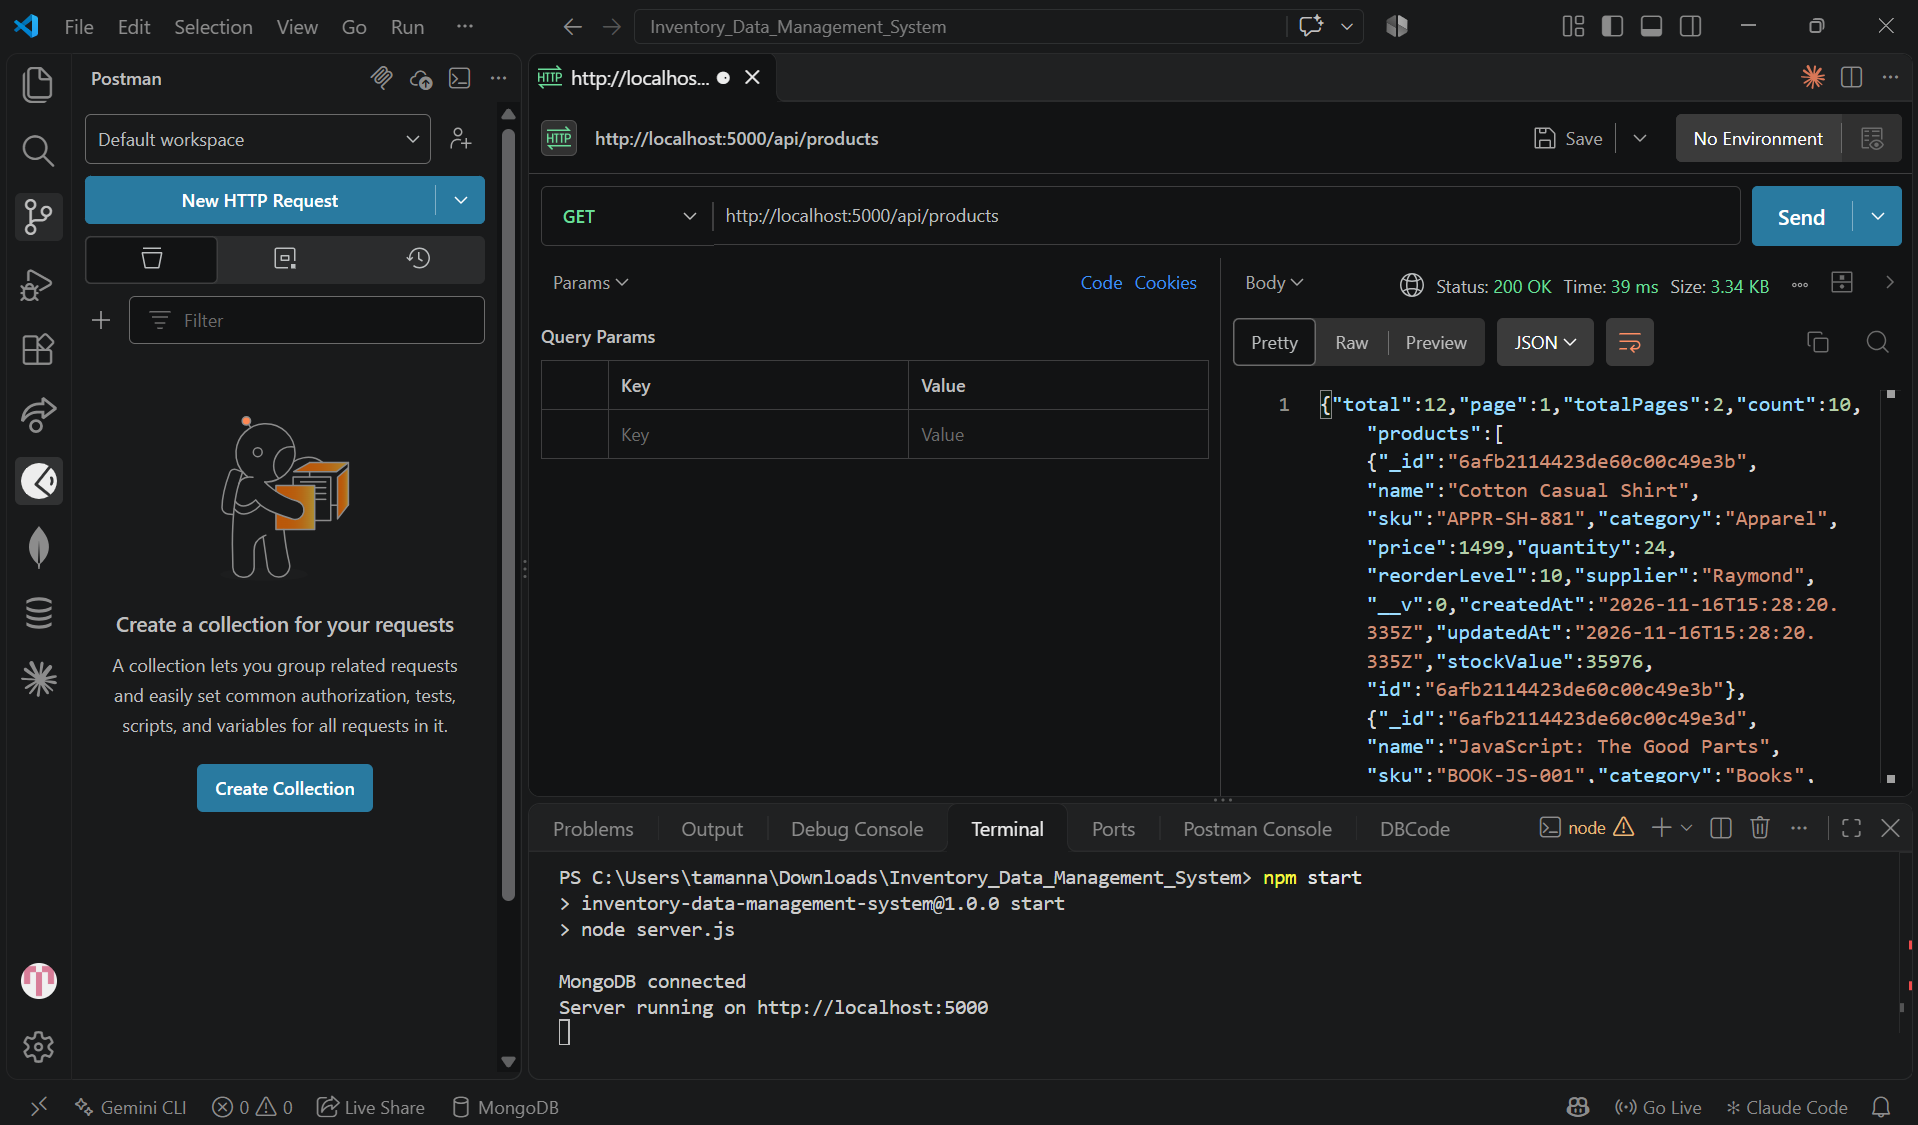 File Edit Selection View Go Run
Inventory_Data_Management_System
Postman
Default workspace
New HTTP Request
Filter
Create a collection for your requests
A collection lets you group related requests
and easily set common authorization, tests,
scripts, and variables for all requests in it.
Create Collection
HTTP http://localhos...
HTTP http://localhost:5000/api/products
Save
No Environment
GET http://localhost:5000/api/products
Send
Params
Code Cookies
Query Params
Key Value
Key Value
Body
Status: 200 OK Time: 39 ms Size: 3.34 KB
Pretty Raw Preview JSON
1 {"total":12,"page":1,"totalPages":2,"count":10,
"products":[
{"_id":"6afb2114423de60c00c49e3b",
"name":"Cotton Casual Shirt",
"sku":"APPR-SH-881","category":"Apparel",
"price":1499,"quantity":24,
"reorderLevel":10,"supplier":"Raymond",
"__v":0,"createdAt":"2026-11-16T15:28:20.
335Z","updatedAt":"2026-11-16T15:28:20.
335Z","stockValue":35976,
"id":"6afb2114423de60c00c49e3b"},
{"_id":"6afb2114423de60c00c49e3d",
"name":"JavaScript: The Good Parts",
"sku":"BOOK-JS-001","category":"Books",
Problems Output Debug Console Terminal Ports Postman Console DBCode
node
PS C:\Users\tamanna\Downloads\Inventory_Data_Management_System> npm start
> inventory-data-management-system@1.0.0 start
> node server.js
MongoDB connected
Server running on http://localhost:5000
Gemini CLI 0 0 Live Share MongoDB
Go Live Claude Code